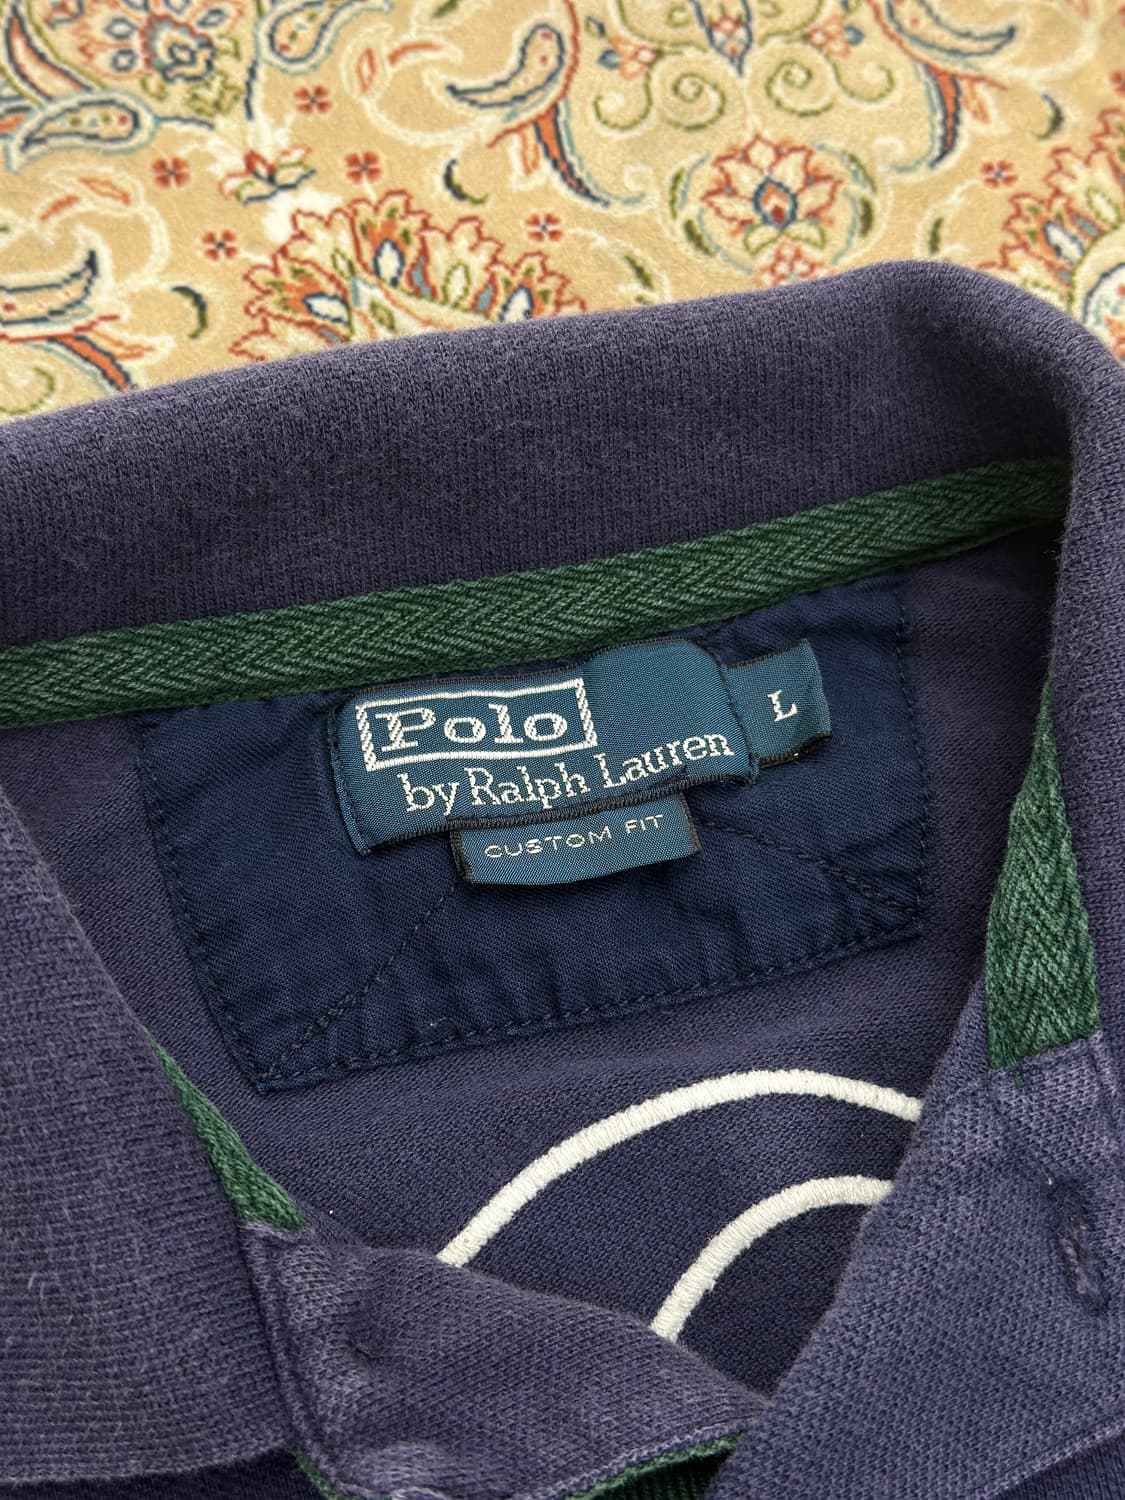 Polo
by Ralph Lauren
L
CUSTOM FIT